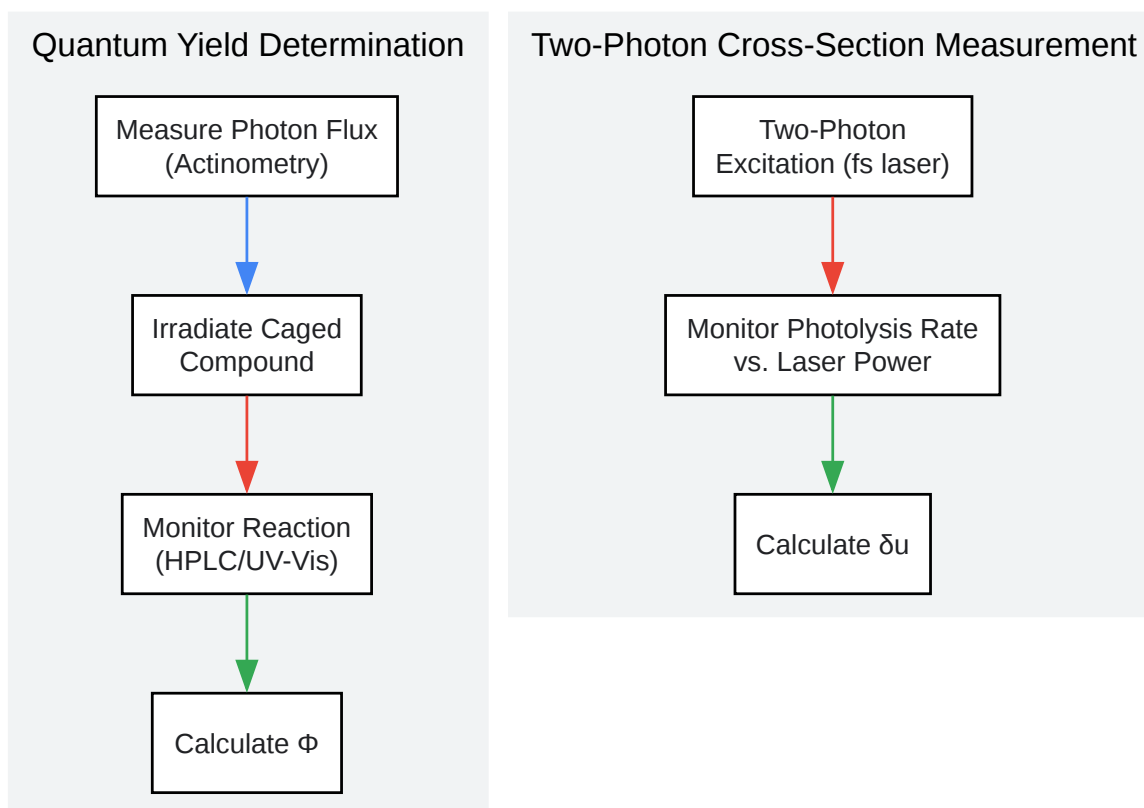 Quantum Yield Determination
Measure Photon Flux
(Actinometry)
Irradiate Caged
Compound
Monitor Reaction
(HPLC/UV-Vis)
Calculate Φ
Two-Photon Cross-Section Measurement
Two-Photon
Excitation (fs laser)
Monitor Photolysis Rate
vs. Laser Power
Calculate δu